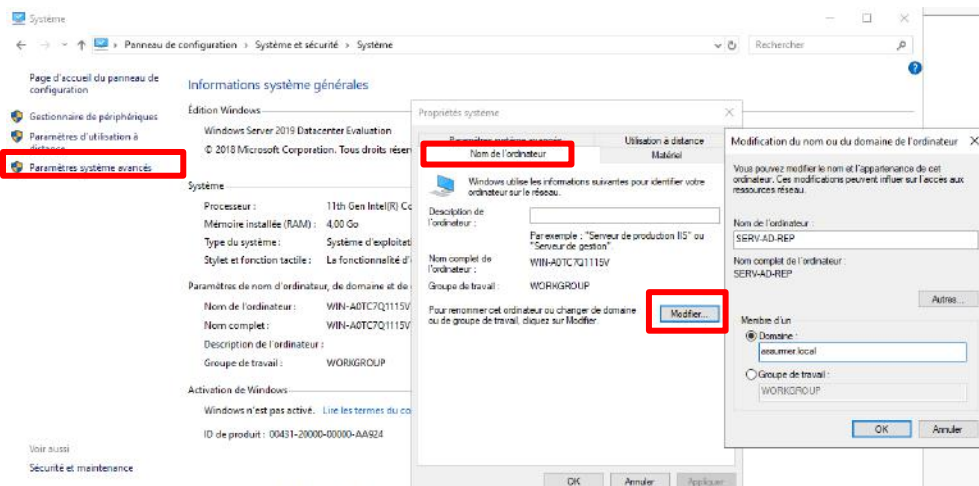 Système
Panneau de configuration > Système et sécurité > Système
Rechercher
Page d'accueil du panneau de
configuration
Gestionnaire de périphériques
Paramètres d'utilisation à
distance
Paramètres système avancés
Voir aussi
Sécurité et maintenance
Informations système générales
Édition Windows
Windows Server 2019 Datacenter Evaluation
© 2018 Microsoft Corporation. Tous droits réser
Système
Processeur : 11th Gen Intel(R) Co
Mémoire installée (RAM) : 4,00 Go
Type du système : Système d'exploitati
Stylet et fonction tactile : La fonctionnalité d'
Paramètres de nom d'ordinateur, de domaine et de
Nom de l'ordinateur : WIN-A0TC7Q1115V
Nom complet : WIN-A0TC7Q1115V
Description de l'ordinateur :
Groupe de travail : WORKGROUP
Activation de Windows
Windows n'est pas activé. Lire les termes du co
ID de produit : 00431-20000-00000-AA924
Propriétés système
Paramètres système avancés
Utilisation à distance
Nom de l'ordinateur
Matériel
Windows utilise les informations suivantes pour identifier votre
ordinateur sur le réseau.
Description de
l'ordinateur :
Par exemple : "Serveur de production IIS" ou
"Serveur de gestion".
Nom complet de
l'ordinateur :
WIN-A0TC7Q1115V
Groupe de travail : WORKGROUP
Pour renommer cet ordinateur ou changer de domaine
ou de groupe de travail, cliquez sur Modifier.
Modifier...
OK
Annuler
Appliquer
Modification du nom ou du domaine de l'ordinateur
Vous pouvez modifier le nom et l'appartenance de cet
ordinateur. Ces modifications peuvent influer sur l'accès aux
ressources réseau.
Nom de l'ordinateur :
SERV-AD-REP
Nom complet de l'ordinateur :
SERV-AD-REP
Autres...
Membre d'un
Domaine :
assurmer.local
Groupe de travail :
WORKGROUP
OK
Annuler